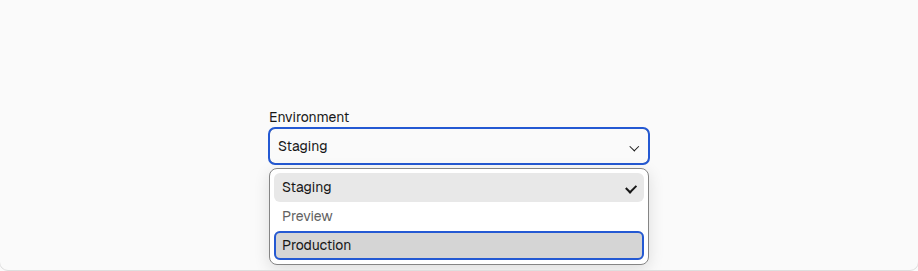 Environment
Staging
Staging
Preview
Production